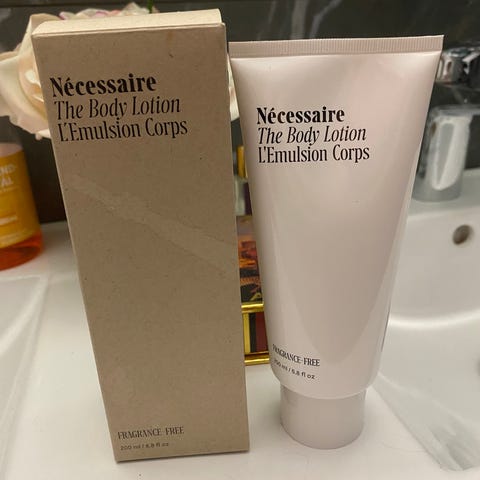 Nécessaire
The Body Lotion
L'Emulsion Corps
FRAGRANCE-FREE
200 ml / 6.8 fl oz
Nécessaire
The Body Lotion
L'Emulsion Corps
FRAGRANCE-FREE
200 ml / 6.8 fl oz